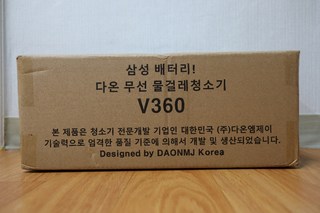 삼성 배터리!
다온 무선 물걸레청소기
V360
본 제품은 청소기 전문개발 기업인 대한민국 (주)다온엠제이
기술력으로 엄격한 품질 기준에 의해서 개발 및 생산되었습니다.
Designed by DAONMJ Korea